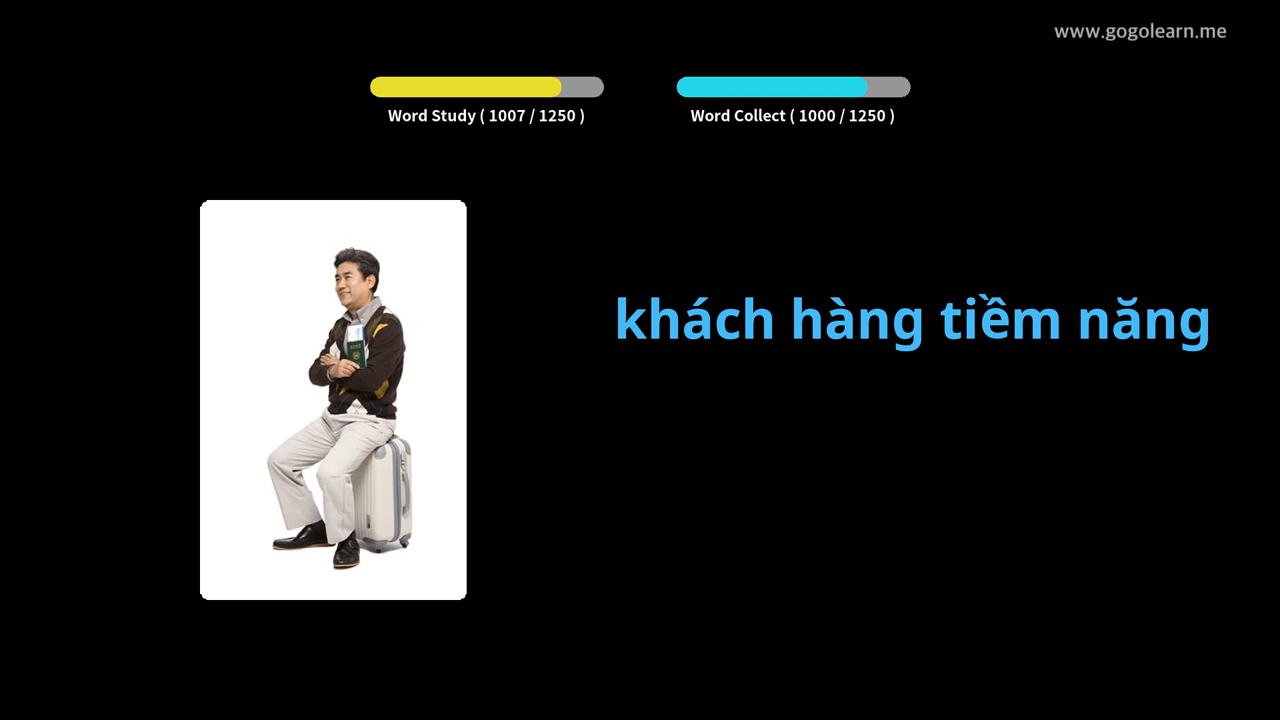 www.gogolearn.me
Word Study ( 1007 / 1250 )
Word Collect ( 1000 / 1250 )
khách hàng tiềm năng